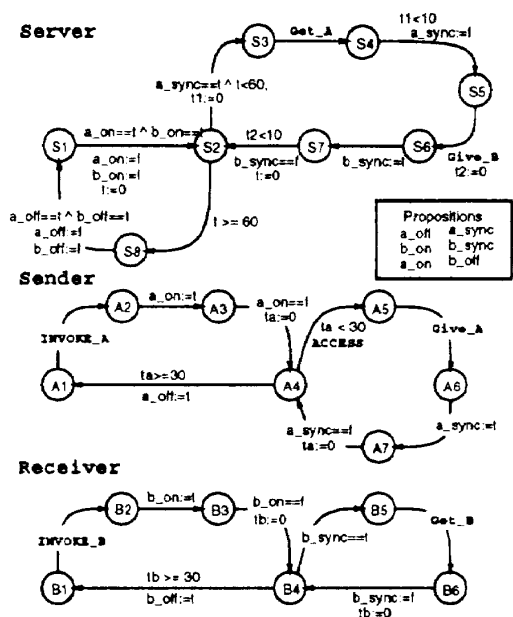 Server
S3
Get_A
S4
t1<10
a_sync:=f
S5
a_sync==t ^ t<60,
t1:=0
S1
a_on==t ^ b_on==t
a_on:=f
b_on:=f
t:=0
S2
t2<10
b_sync==f
t:=0
S7
b_sync:=t
S6
Give_B
t2:=0
a_off==t ^ b_off==t
a_off:=f
b_off:=f
S8
t >= 60
Propositions
a_off a_sync
b_on b_sync
a_on b_off
Sender
A2
a_on:=t
A3
a_on==f
ta:=0
A5
INVOKE_A
ta < 30
ACCESS
Give_A
A1
ta>=30
a_off:=t
A4
A6
a_sync==f
ta:=0
A7
a_sync:=t
Receiver
B2
b_on:=t
B3
b_on==f
tb:=0
B5
INVOKE_B
b_sync==t
Get_B
B1
tb >= 30
b_off:=t
B4
b_sync:=f
tb:=0
B6